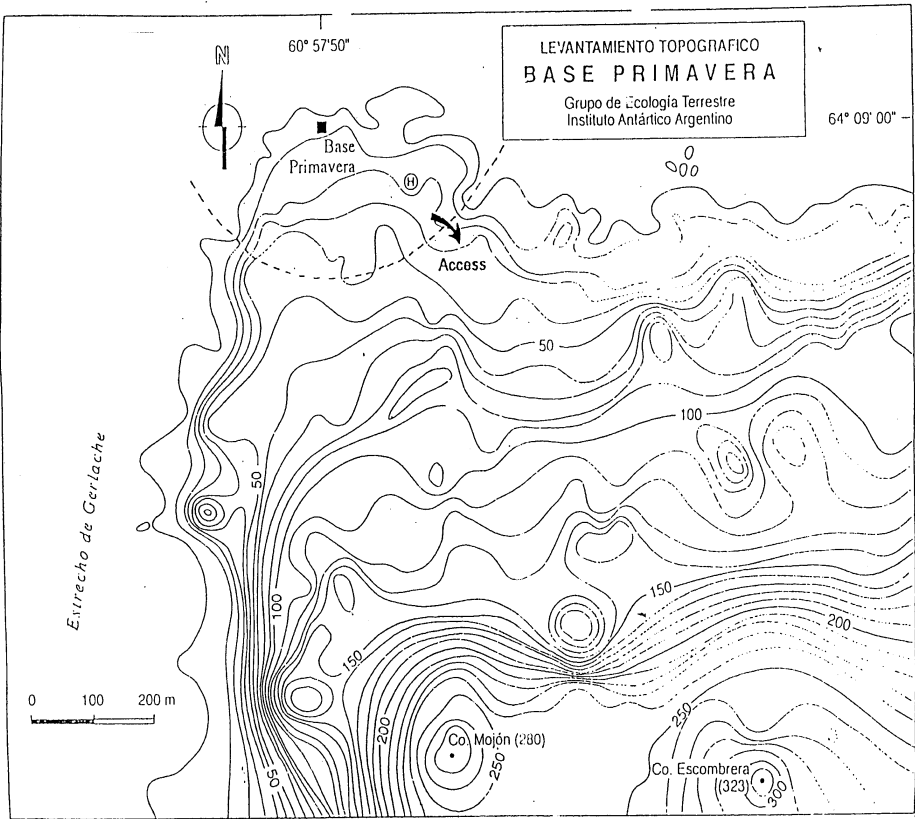 60° 57'50"
N
LEVANTAMIENTO TOPOGRAFICO
BASE PRIMAVERA
Grupo de Ecología Terrestre
Instituto Antártico Argentino
64° 09' 00"
Base
Primavera
H
Access
50
100
50
Estrecho de Gerlache
100
150
150
200
0 100 200 m
200
250
Co. Mojón (280)
250
Co. Escombrera
(323)
300
50